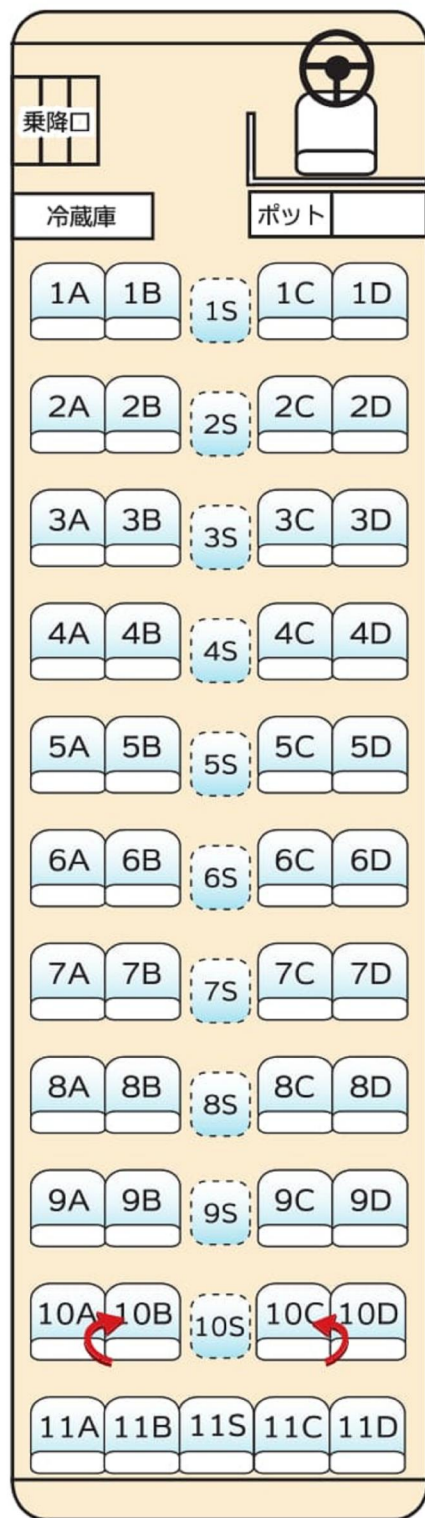 乗降口
冷蔵庫 ポット
1A 1B 1S 1C 1D
2A 2B 2S 2C 2D
3A 3B 3S 3C 3D
4A 4B 4S 4C 4D
5A 5B 5S 5C 5D
6A 6B 6S 6C 6D
7A 7B 7S 7C 7D
8A 8B 8S 8C 8D
9A 9B 9S 9C 9D
10A 10B 10S 10C 10D
11A 11B 11S 11C 11D